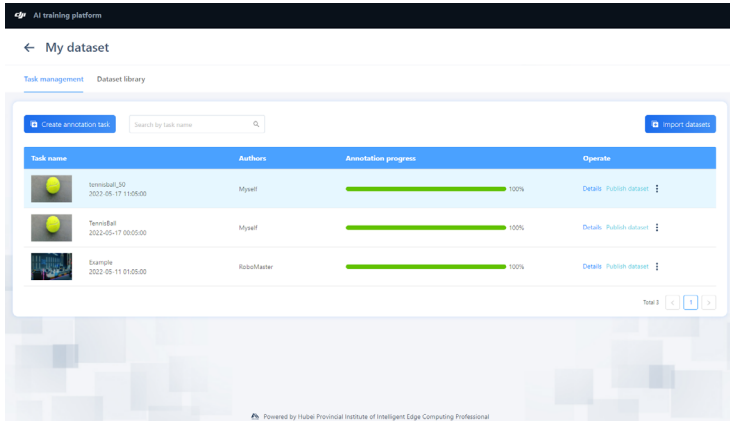 dji AI training platform
← My dataset
Task management Dataset library
Create annotation task Search by task name Import datasets
Task name Authors Annotation progress Operate
tennisball_50
2022-05-17 11:05:00
Myself 100% Details Publish dataset
TennisBall
2022-05-17 00:05:00
Myself 100% Details Publish dataset
Example
2022-05-11 01:05:00
RoboMaster 100% Details Publish dataset
Total 3 < 1 >
Powered by Hubei Provincial Institute of Intelligent Edge Computing Professional